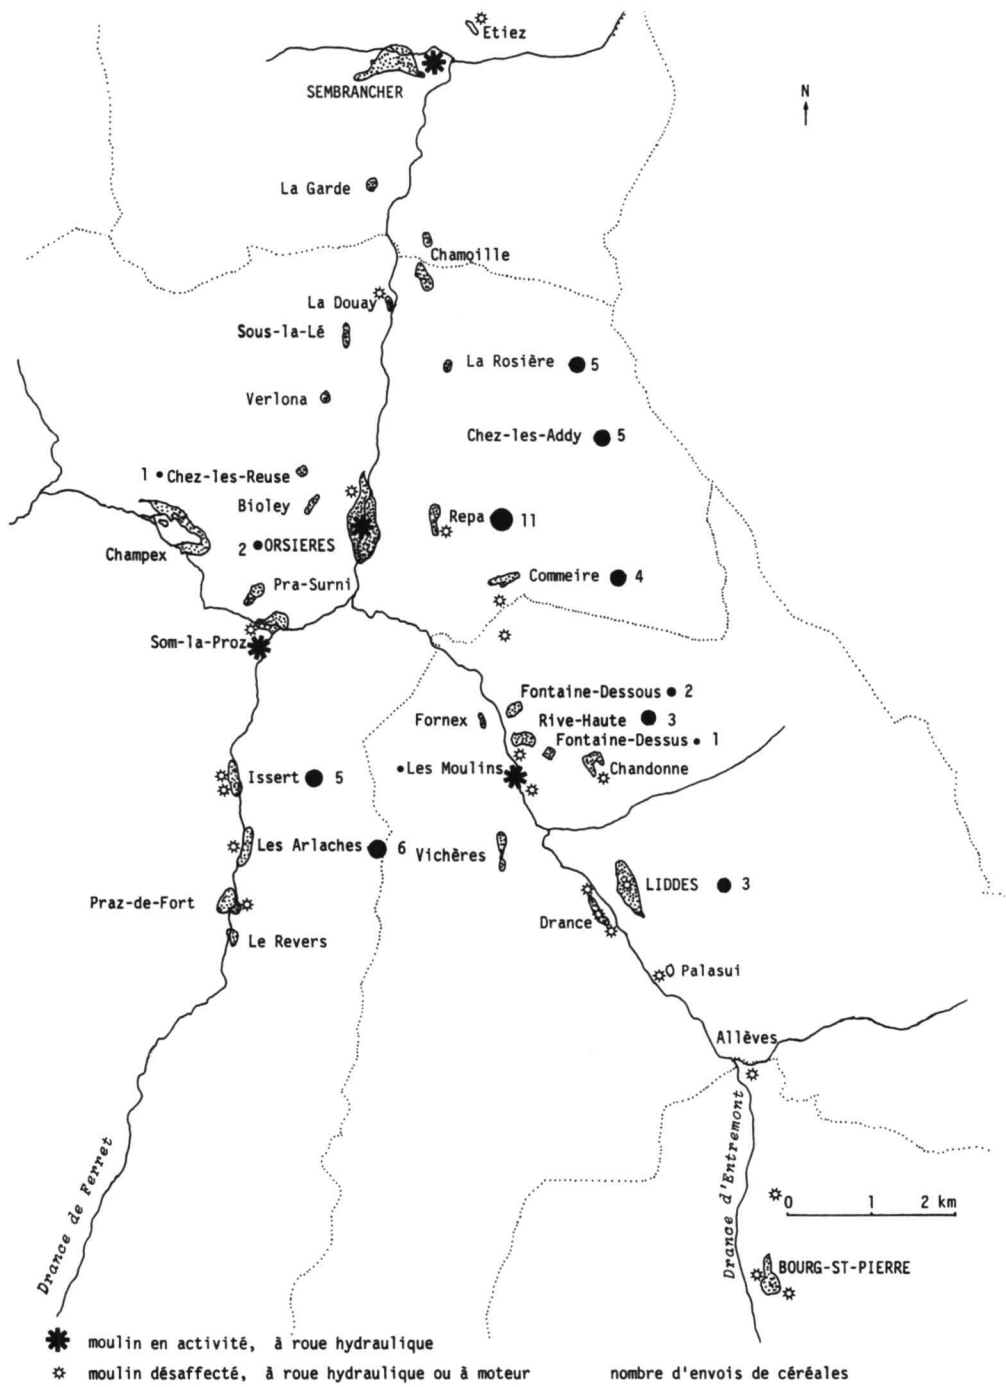 Etiez
SEMBRANCHER
N
La Garde
Chamoille
La Douay
Sous-la-Lé
La Rosière 5
Verlona
Chez-les-Addy 5
1 Chez-les-Reuse
Bioley
Repa 11
2 ORSIERES
Champex
Commeire 4
Pra-Surni
Som-la-Proz
Fontaine-Dessous 2
Fornex
Rive-Haute 3
Fontaine-Dessus 1
Les Moulins
Chandonne
Issert 5
Les Arlaches 6
Vichères
LIDDES 3
Praz-de-Fort
Drance
Le Revers
Palasui
Allèves
Drance de Ferret
Drance d'Entremont
0 1 2 km
BOURG-ST-PIERRE
moulin en activité, à roue hydraulique
moulin désaffecté, à roue hydraulique ou à moteur
nombre d'envois de céréales